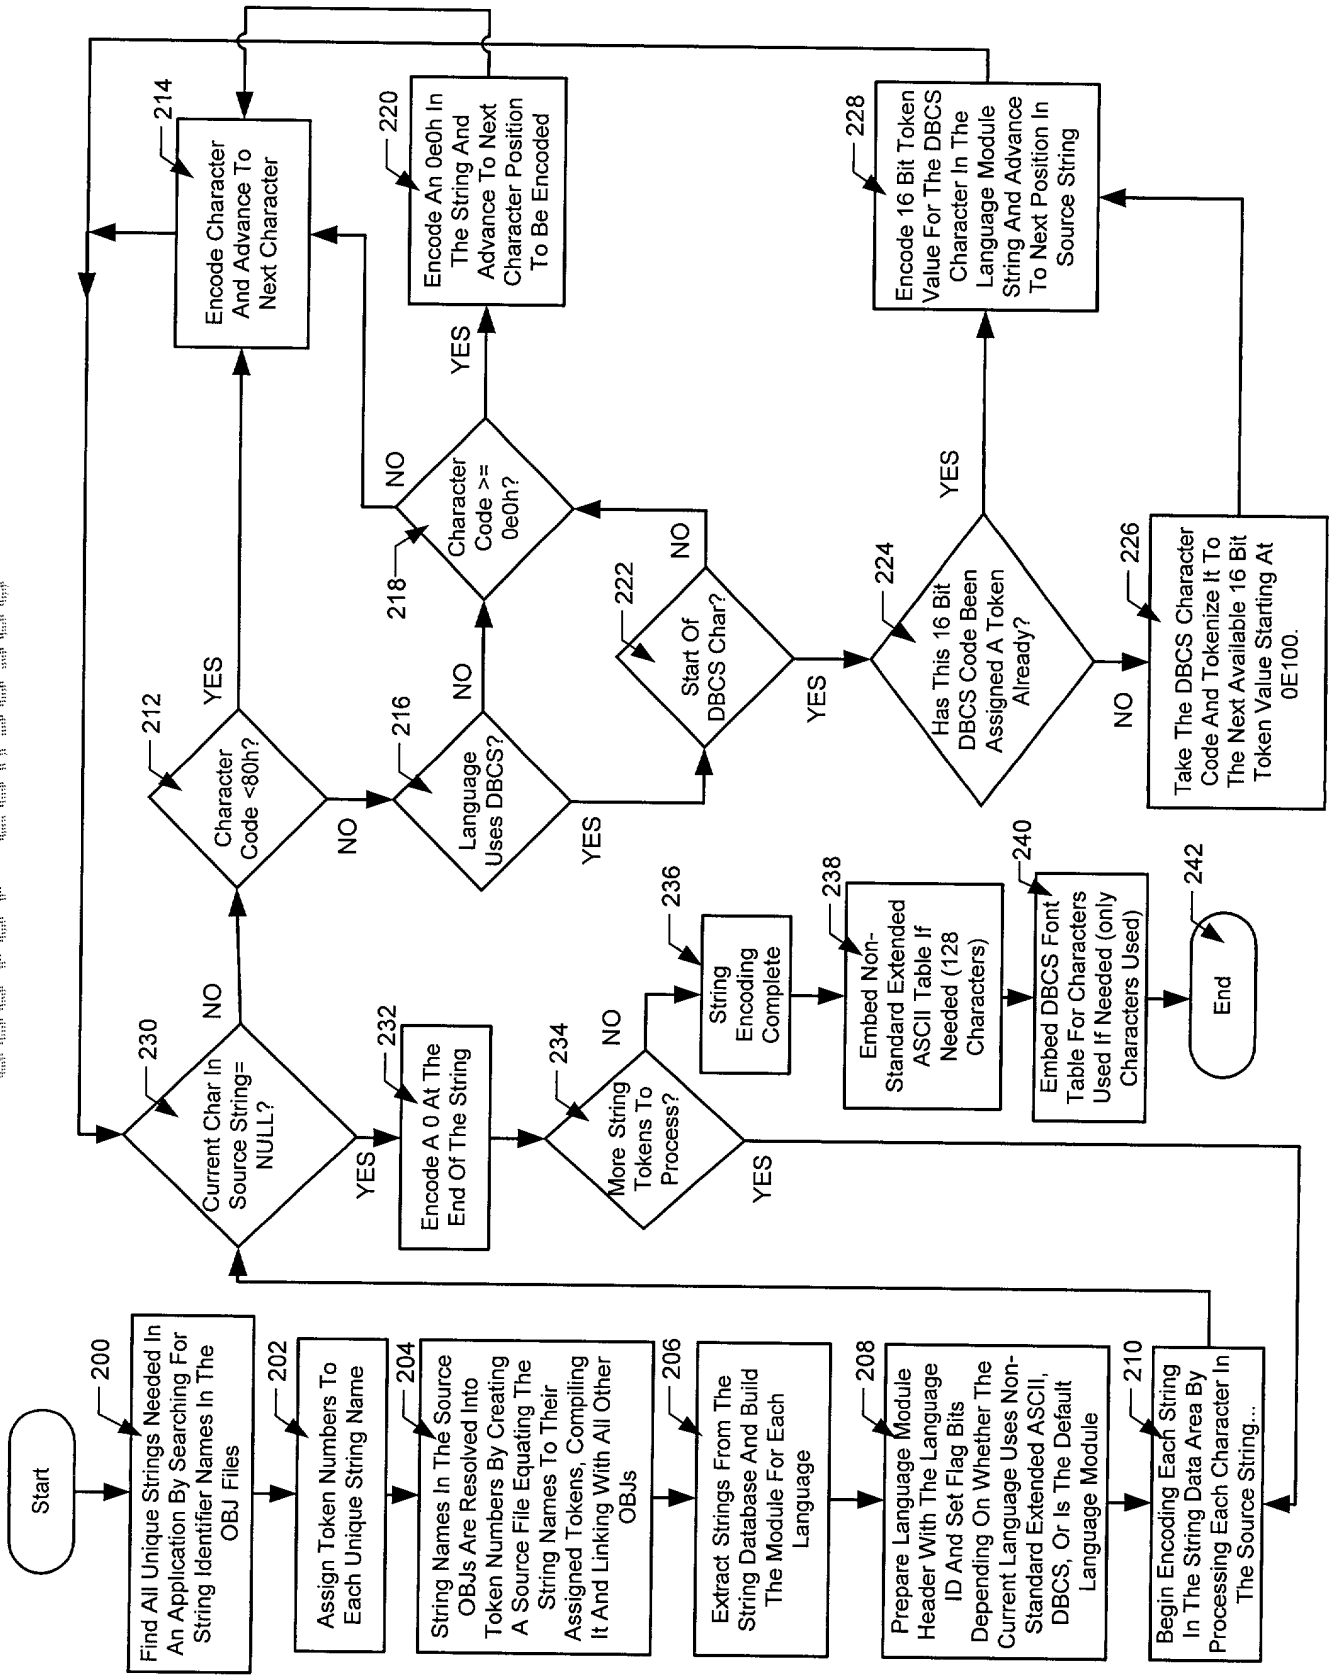 Start
200
Find All Unique Strings Needed In
An Application By Searching For
String Identifier Names In The
OBJ Files
202
Assign Token Numbers To
Each Unique String Name
204
String Names In The Source
OBJs Are Resolved Into
Token Numbers By Creating
A Source File Equating The
String Names To Their
Assigned Tokens, Compiling
It And Linking With All Other
OBJs
206
Extract Strings From The
String Database And Build
The Module For Each
Language
208
Prepare Language Module
Header With The Language
ID And Set Flag Bits
Depending On Whether The
Current Language Uses Non-
Standard Extended ASCII,
DBCS, Or Is The Default
Language Module
210
Begin Encoding Each String
In The String Data Area By
Processing Each Character In
The Source String...
230
Current Char In
Source String=
NULL?
NO
YES
232
Encode A 0 At The
End Of The String
234
More String
Tokens To
Process?
NO
YES
236
String
Encoding
Complete
238
Embed Non-
Standard Extended
ASCII Table If
Needed (128
Characters)
240
Embed DBCS Font
Table For Characters
Used If Needed (only
Characters Used)
242
End
212
Character
Code <80h?
YES
NO
214
Encode Character
And Advance To
Next Character
216
Language
Uses DBCS?
NO
YES
218
Character
Code >=
0e0h?
NO
YES
220
Encode An 0e0h In
The String And
Advance To Next
Character Position
To Be Encoded
222
Start Of
DBCS Char?
NO
YES
224
Has This 16 Bit
DBCS Code Been
Assigned A Token
Already?
YES
NO
226
Take The DBCS Character
Code And Tokenize It To
The Next Available 16 Bit
Token Value Starting At
0E100.
228
Encode 16 Bit Token
Value For The DBCS
Character In The
Language Module
String And Advance
To Next Position In
Source String